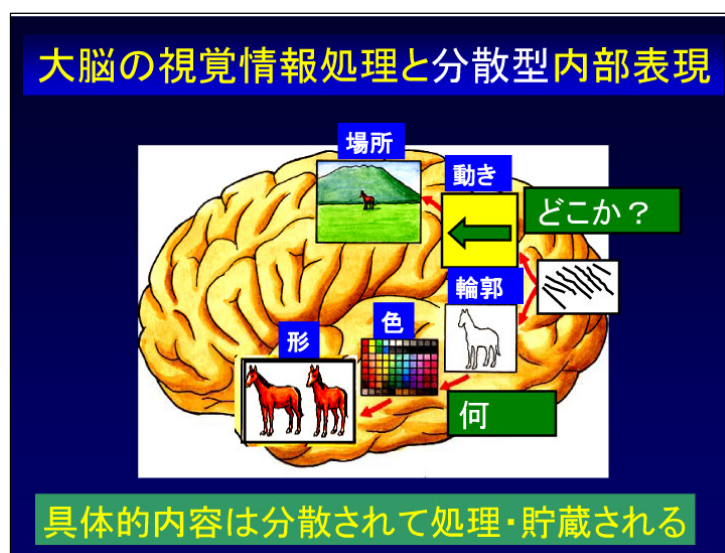 大脳の視覚情報処理と分散型内部表現
場所
動き
どこか？
輪郭
色
形
何
具体的内容は分散されて処理・貯蔵される